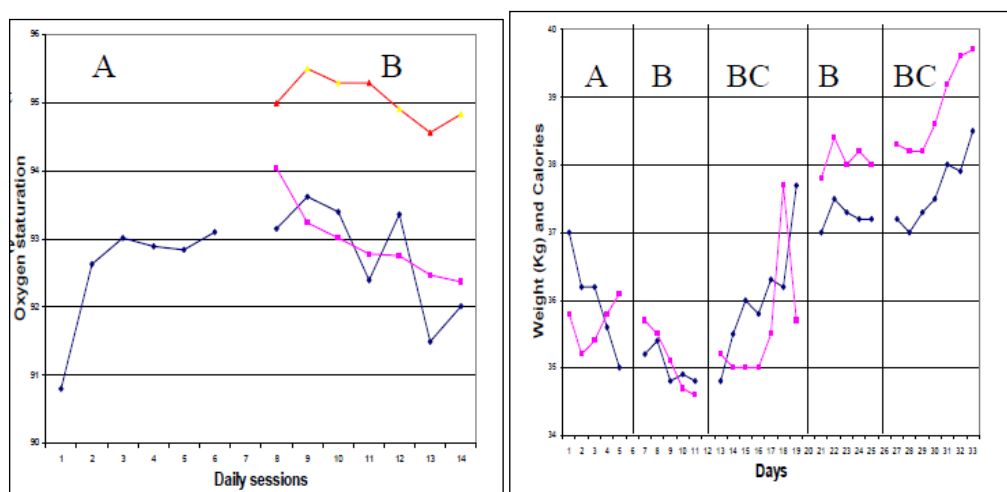 96
95
94
93
92
91
90
Oxygen staturation
A
B
1 2 3 4 5 6 7 8 9 10 11 12 13 14
Daily sessions
40
39
38
37
36
35
34
Weight (Kg) and Calories
A
B
BC
B
BC
1 2 3 4 5 6 7 8 9 10 11 12 13 14 15 16 17 18 19 20 21 22 23 24 25 26 27 28 29 30 31 32 33
Days